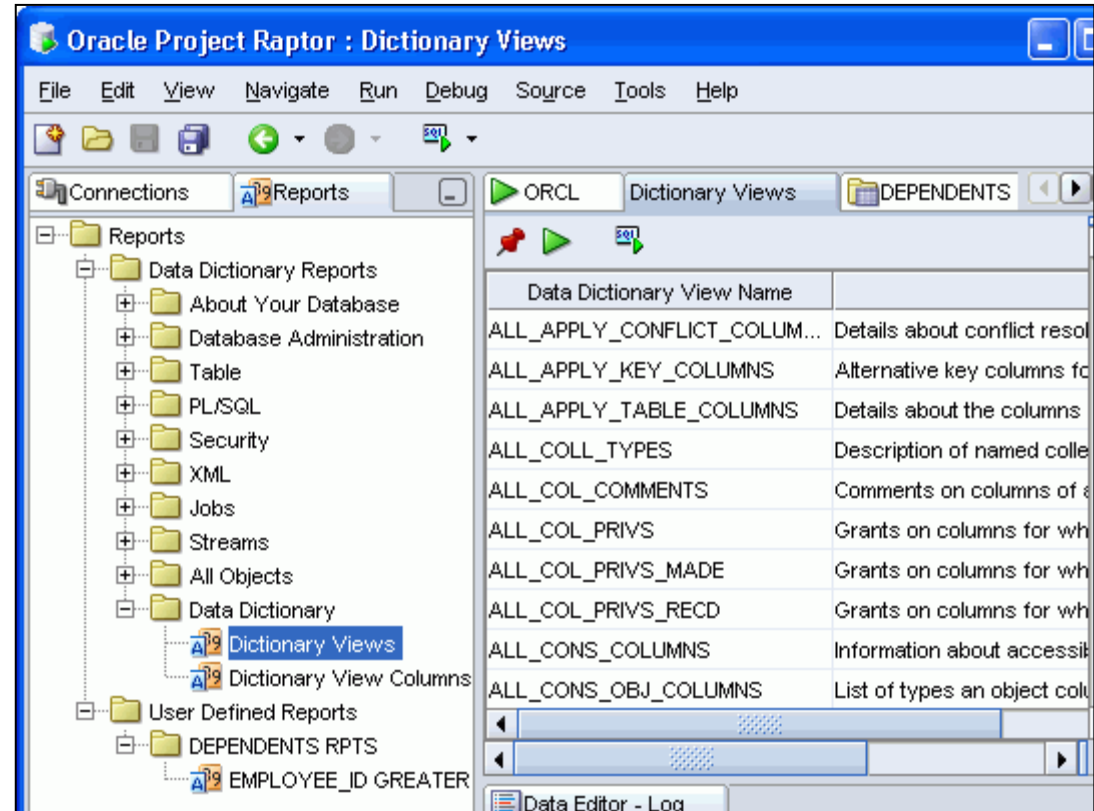 Oracle Project Raptor : Dictionary Views
File Edit View Navigate Run Debug Source Tools Help
Connections Reports
Reports
Data Dictionary Reports
About Your Database
Database Administration
Table
PL/SQL
Security
XML
Jobs
Streams
All Objects
Data Dictionary
Dictionary Views
Dictionary View Columns
User Defined Reports
DEPENDENTS RPTS
EMPLOYEE_ID GREATER
ORCL Dictionary Views DEPENDENTS
SQL
Data Dictionary View Name
ALL_APPLY_CONFLICT_COLUM... Details about conflict resol
ALL_APPLY_KEY_COLUMNS Alternative key columns fo
ALL_APPLY_TABLE_COLUMNS Details about the columns
ALL_COLL_TYPES Description of named colle
ALL_COL_COMMENTS Comments on columns of a
ALL_COL_PRIVS Grants on columns for wh
ALL_COL_PRIVS_MADE Grants on columns for wh
ALL_COL_PRIVS_RECD Grants on columns for wh
ALL_CONS_COLUMNS Information about accessib
ALL_CONS_OBJ_COLUMNS List of types an object colu
Data Editor - Log